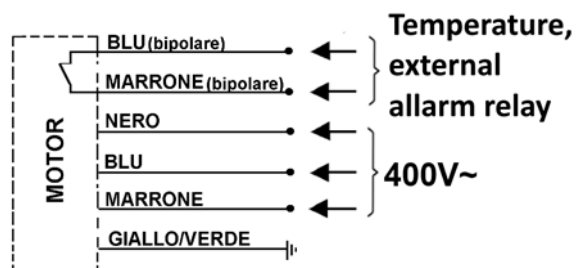 BLU (bipolare)
MARRONE (bipolare)
Temperature,
external
allarm relay
NERO
BLU
MARRONE
400V~
GIALLO/VERDE
MOTOR